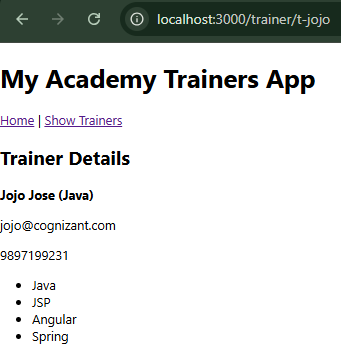 localhost:3000/trainer/t-jojo
My Academy Trainers App
Home | Show Trainers
Trainer Details
Jojo Jose (Java)
jojo@cognizant.com
9897199231
Java
JSP
Angular
Spring